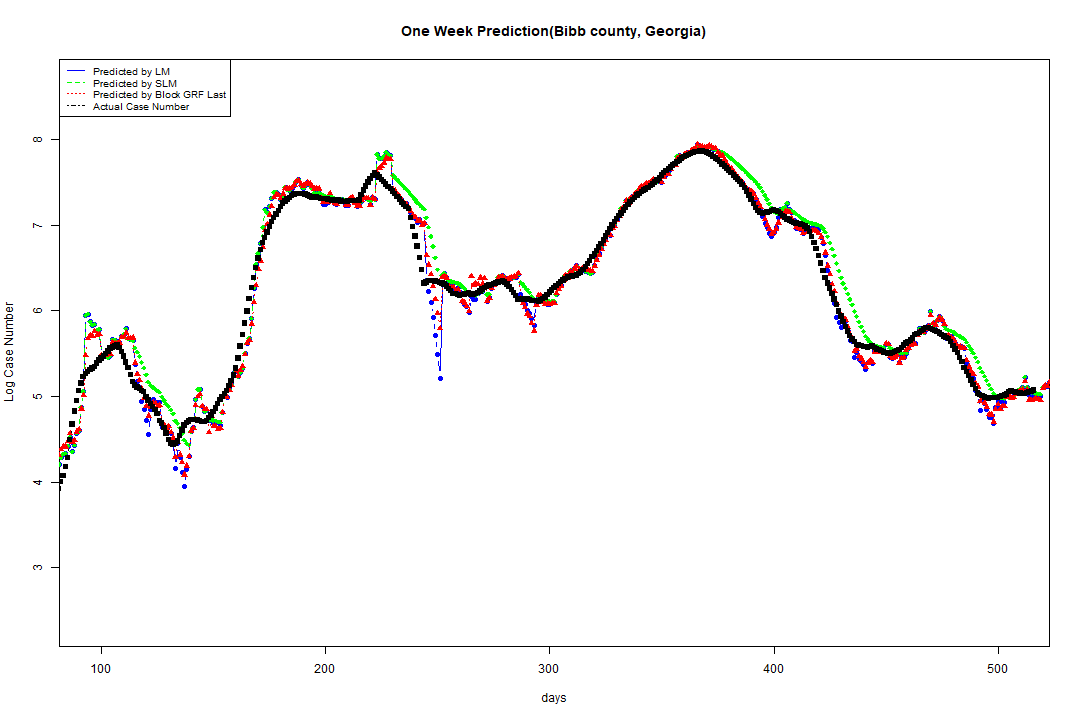 One Week Prediction(Bibb county, Georgia)
Predicted by LM
Predicted by SLM
Predicted by Block GRF Last
Actual Case Number
Log Case Number
8
7
6
5
4
3
100 200 300 400 500
days